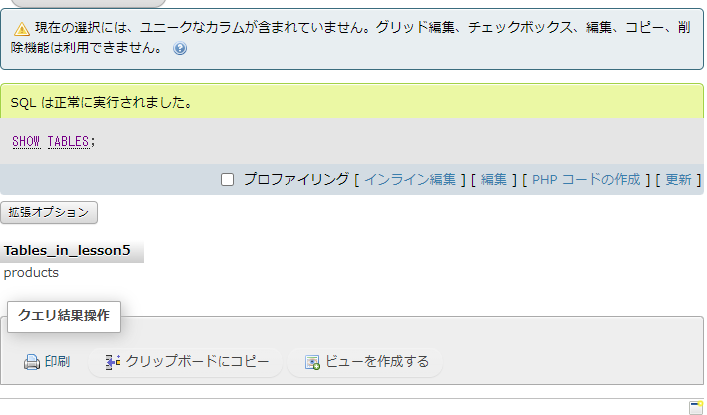 現在の選択には、ユニークなカラムが含まれていません。グリッド編集、チェックボックス、編集、コピー、削
除機能は利用できません。
SQL は正常に実行されました。
SHOW TABLES;
プロファイリング [ インライン編集 ] [ 編集 ] [ PHP コードの作成 ] [ 更新 ]
拡張オプション
Tables_in_lesson5
products
クエリ結果操作
印刷 クリップボードにコピー ビューを作成する